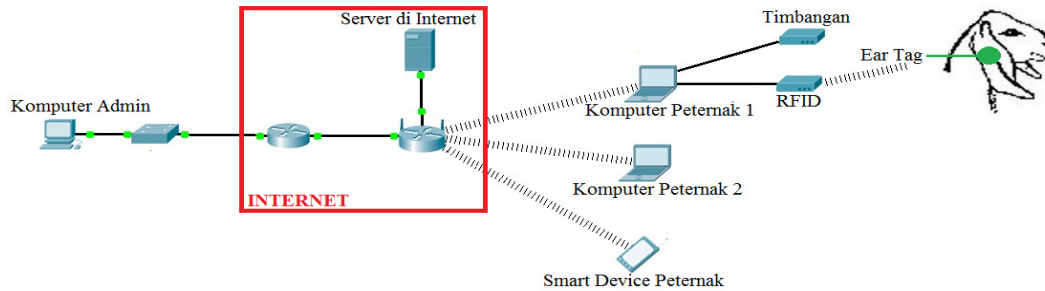 Server di Internet
Timbangan
Ear Tag
Komputer Admin
Komputer Peternak 1
RFID
Komputer Peternak 2
INTERNET
Smart Device Peternak